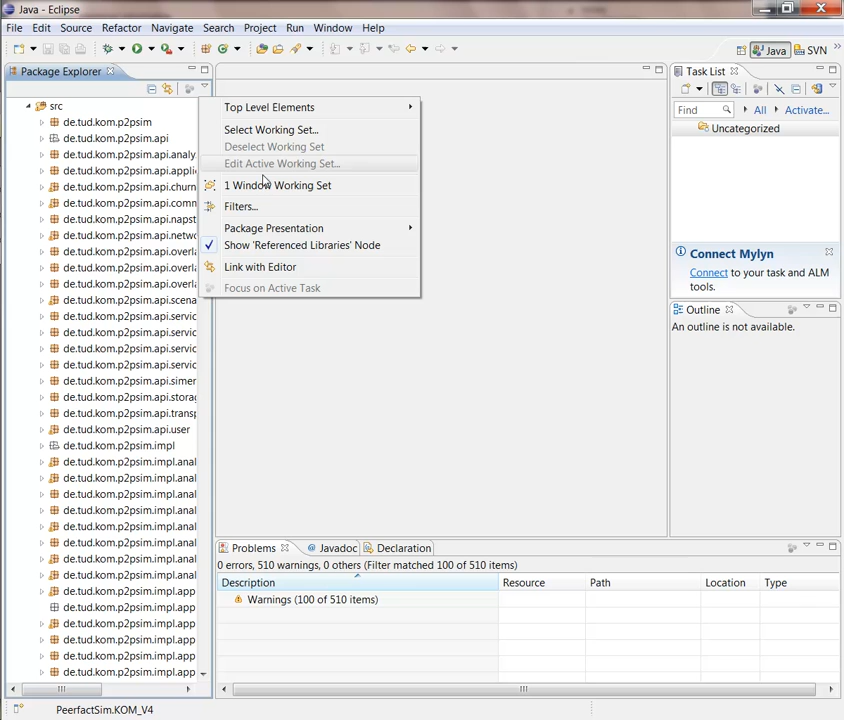 Java - Eclipse
File Edit Source Refactor Navigate Search Project Run Window Help
Java SVN
Package Explorer
src
de.tud.kom.p2psim
de.tud.kom.p2psim.api
de.tud.kom.p2psim.api.analy
de.tud.kom.p2psim.api.applic
de.tud.kom.p2psim.api.churn
de.tud.kom.p2psim.api.comm
de.tud.kom.p2psim.api.napst
de.tud.kom.p2psim.api.netwo
de.tud.kom.p2psim.api.overla
de.tud.kom.p2psim.api.overla
de.tud.kom.p2psim.api.overla
de.tud.kom.p2psim.api.scena
de.tud.kom.p2psim.api.servic
de.tud.kom.p2psim.api.servic
de.tud.kom.p2psim.api.servic
de.tud.kom.p2psim.api.servic
de.tud.kom.p2psim.api.simer
de.tud.kom.p2psim.api.storag
de.tud.kom.p2psim.api.transp
de.tud.kom.p2psim.api.user
de.tud.kom.p2psim.impl
de.tud.kom.p2psim.impl.anal
de.tud.kom.p2psim.impl.anal
de.tud.kom.p2psim.impl.anal
de.tud.kom.p2psim.impl.anal
de.tud.kom.p2psim.impl.anal
de.tud.kom.p2psim.impl.anal
de.tud.kom.p2psim.impl.anal
de.tud.kom.p2psim.impl.anal
de.tud.kom.p2psim.impl.app
de.tud.kom.p2psim.impl.app
de.tud.kom.p2psim.impl.app
de.tud.kom.p2psim.impl.app
de.tud.kom.p2psim.impl.app
de.tud.kom.p2psim.impl.app
Top Level Elements
Select Working Set...
Deselect Working Set
Edit Active Working Set...
1 Window Working Set
Filters...
Package Presentation
Show 'Referenced Libraries' Node
Link with Editor
Focus on Active Task
Task List
Find All Activate...
Uncategorized
Connect Mylyn
Connect to your task and ALM
tools.
Outline
An outline is not available.
Problems @ Javadoc Declaration
0 errors, 510 warnings, 0 others (Filter matched 100 of 510 items)
Description Resource Path Location Type
Warnings (100 of 510 items)
PeerfactSim.KOM_V4